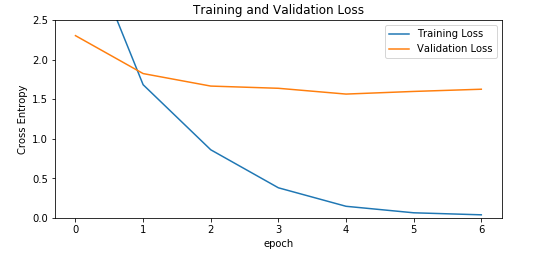 Training and Validation Loss
Training Loss
Validation Loss
Cross Entropy
2.5
2.0
1.5
1.0
0.5
0.0
0 1 2 3 4 5 6
epoch